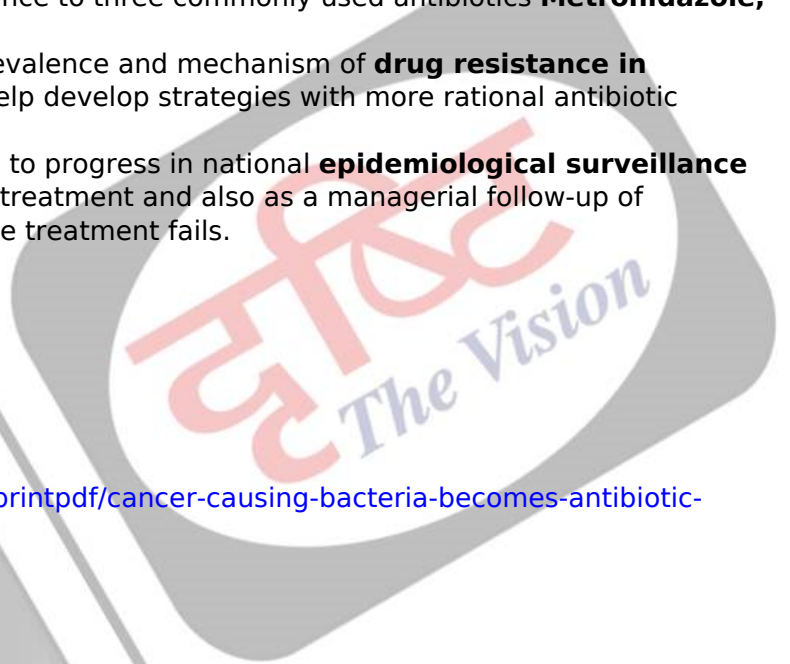 nce to three commonly used antibiotics Metronidazole,
evalence and mechanism of drug resistance in
elp develop strategies with more rational antibiotic
to progress in national epidemiological surveillance
treatment and also as a managerial follow-up of
e treatment fails.
दृष्टि
The Vision
printpdf/cancer-causing-bacteria-becomes-antibiotic-